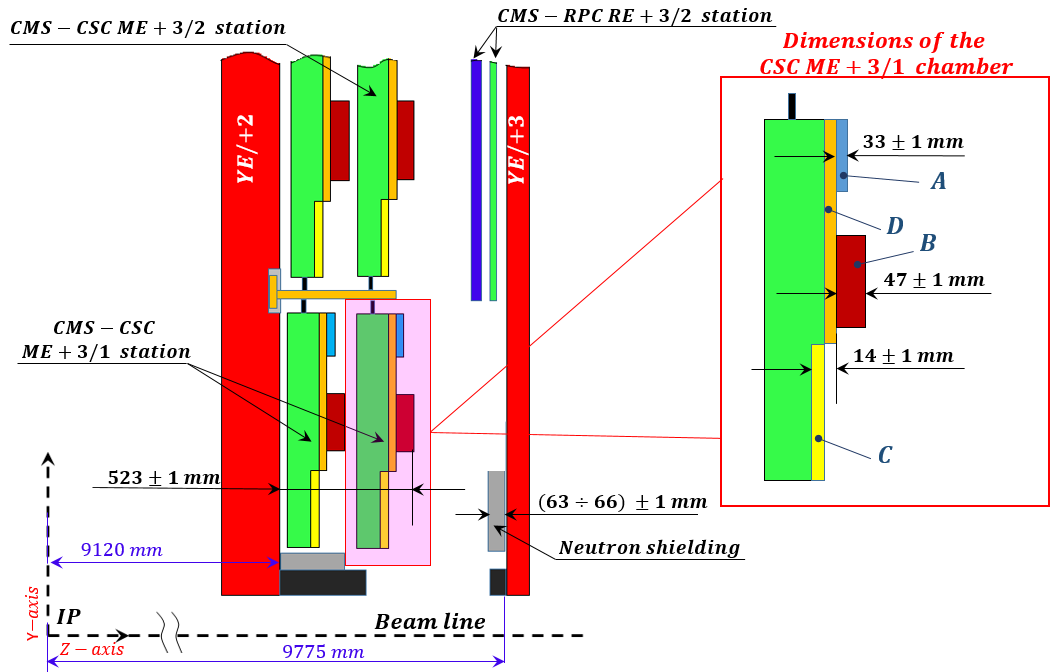 CMS – CSC ME + 3/2 station
CMS – RPC RE + 3/2 station
Dimensions of the
CSC ME + 3/1 chamber
YE/+2
YE/+3
33 ± 1 mm
A
D
B
47 ± 1 mm
CMS – CSC
ME + 3/1 station
14 ± 1 mm
C
523 ± 1 mm
(63 ÷ 66) ± 1 mm
Neutron shielding
9120 mm
Y–axis
IP
Beam line
Z – axis
9775 mm